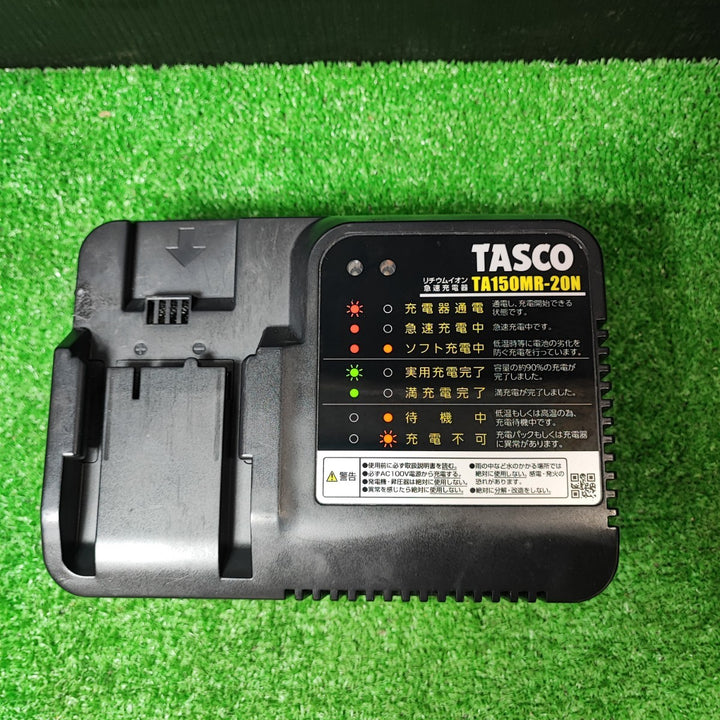 TASCO
リチウムイオン
急速充電器 TA150MR-20N
充電器通電 通電し、充電開始できる
状態です。
急速充電中 急速充電中です。
ソフト充電中 低温時等に電池の劣化を
防ぐ充電を行っています。
実用充電完了 容量の約90%の充電が
完了しました。
満充電完了 満充電が完了しました。
待機中 低温もしくは高温の為、
充電待機中です。
充電不可 充電パックもしくは充電器
に異常があります。
警告
●使用前に必ず取扱説明書を読む。
●必ずAC100V電源から充電する。
●発電機・昇圧器は絶対に使用しない。
●異常を感じたら絶対に使用しない。
●雨の中など水のかかる場所では
絶対に使用しない。感電・発火の
恐れがあります。
●絶対に分解・改造をしない。
+ −